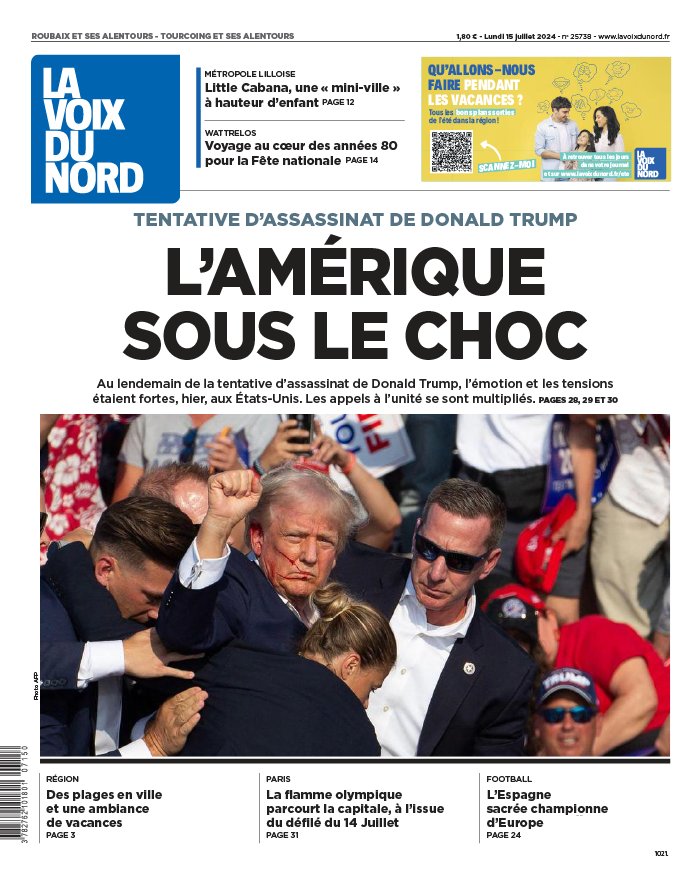 ROUBAIX ET SES ALENTOURS - TOURCOING ET SES ALENTOURS
1,80 € - Lundi 15 juillet 2024 - n° 25738 - www.lavoixdunord.fr
LA
VOIX
DU
NORD
MÉTROPOLE LILLOISE
Little Cabana, une « mini-ville »
à hauteur d’enfant PAGE 12
WATTRELOS
Voyage au cœur des années 80
pour la Fête nationale PAGE 14
QU’ALLONS-NOUS
FAIRE PENDANT
LES VACANCES ?
Tous les bons plans sorties
de l’été dans la région !
SCANNEZ-MOI
À retrouver tous les jours
dans votre journal
et sur www.lavoixdunord.fr/ete
LA
VOIX
DU
NORD
TENTATIVE D’ASSASSINAT DE DONALD TRUMP
L’AMÉRIQUE
SOUS LE CHOC
Au lendemain de la tentative d’assassinat de Donald Trump, l’émotion et les tensions
étaient fortes, hier, aux États-Unis. Les appels à l’unité se sont multipliés. PAGES 28, 29 ET 30
TRUMP
Photo AFP
RÉGION
Des plages en ville
et une ambiance
de vacances
PAGE 3
PARIS
La flamme olympique
parcourt la capitale, à l’issue
du défilé du 14 Juillet
PAGE 31
FOOTBALL
L’Espagne
sacrée championne
d’Europe
PAGE 24
3 782762 101801 07150
1021.